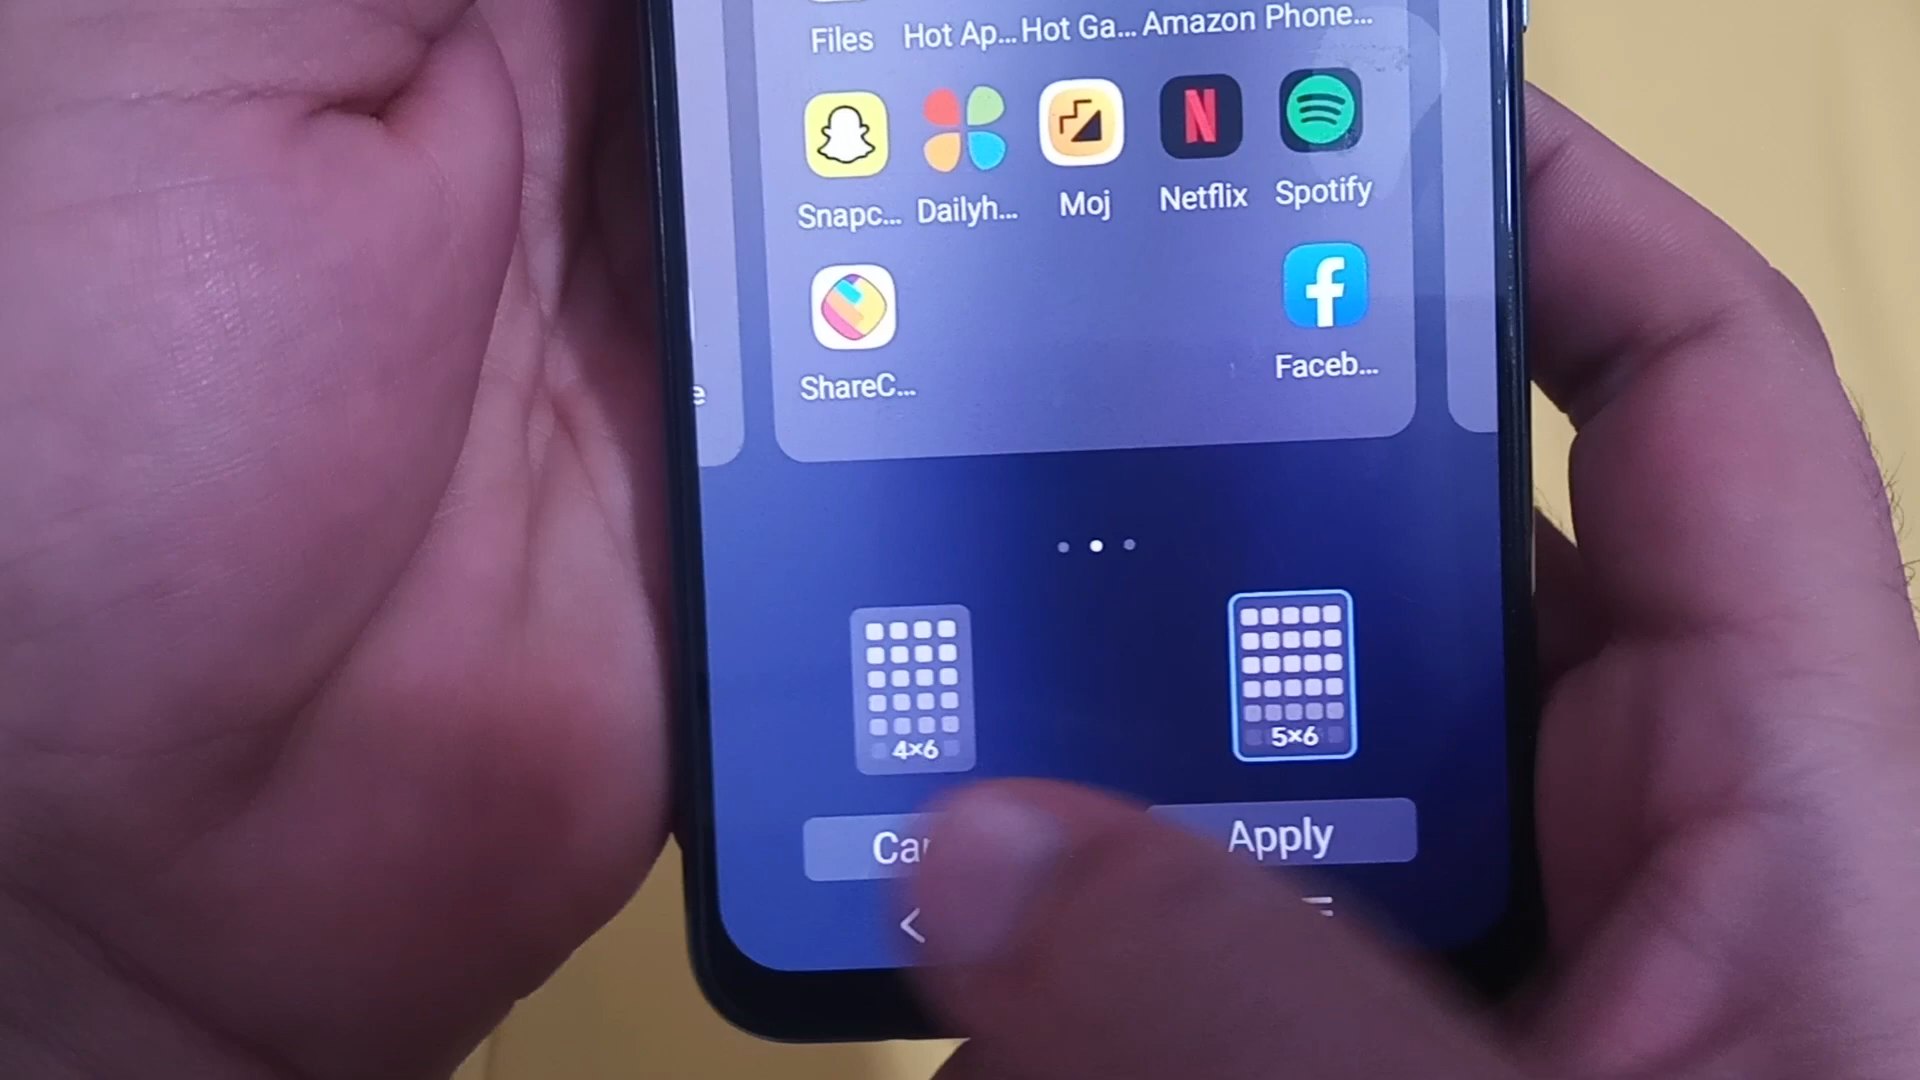 Files Hot Ap... Hot Ga... Amazon Phone...
N
Snapc... Dailyh... Moj Netflix Spotify
f
ShareC... Faceb...
e
4×6 5×6
Ca Apply